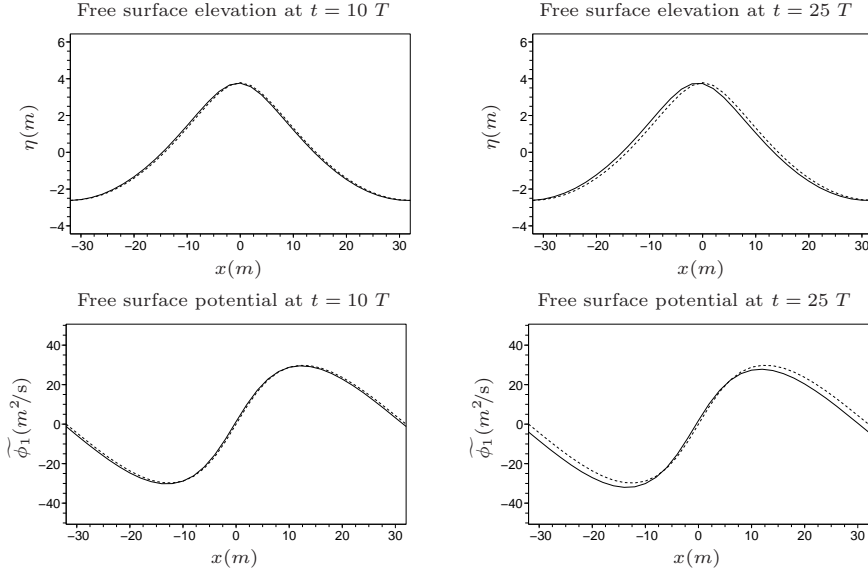 Free surface elevation at t = 10 T
Free surface elevation at t = 25 T
η(m)
6
4
2
0
−2
−4
−30 −20 −10 0 10 20 30
x(m)
η(m)
6
4
2
0
−2
−4
−30 −20 −10 0 10 20 30
x(m)
Free surface potential at t = 10 T
Free surface potential at t = 25 T
ϕ̃₁(m²/s)
40
20
0
−20
−40
−30 −20 −10 0 10 20 30
x(m)
ϕ̃₁(m²/s)
40
20
0
−20
−40
−30 −20 −10 0 10 20 30
x(m)